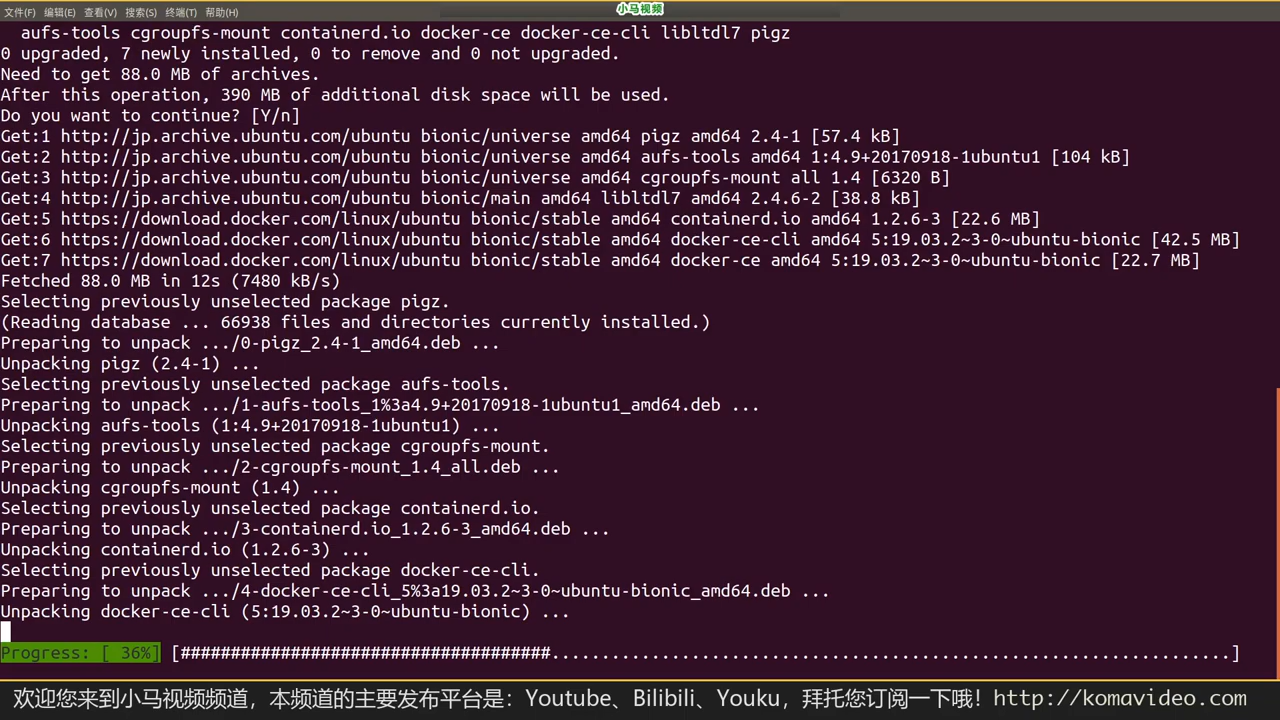 小马视频
文件(F) 编辑(E) 查看(V) 搜索(S) 终端(T) 帮助(H)
aufs-tools cgroupfs-mount containerd.io docker-ce docker-ce-cli libltdl7 pigz
0 upgraded, 7 newly installed, 0 to remove and 0 not upgraded.
Need to get 88.0 MB of archives.
After this operation, 390 MB of additional disk space will be used.
Do you want to continue? [Y/n]
Get:1 http://jp.archive.ubuntu.com/ubuntu bionic/universe amd64 pigz amd64 2.4-1 [57.4 kB]
Get:2 http://jp.archive.ubuntu.com/ubuntu bionic/universe amd64 aufs-tools amd64 1:4.9+20170918-1ubuntu1 [104 kB]
Get:3 http://jp.archive.ubuntu.com/ubuntu bionic/universe amd64 cgroupfs-mount all 1.4 [6320 B]
Get:4 http://jp.archive.ubuntu.com/ubuntu bionic/main amd64 libltdl7 amd64 2.4.6-2 [38.8 kB]
Get:5 https://download.docker.com/linux/ubuntu bionic/stable amd64 containerd.io amd64 1.2.6-3 [22.6 MB]
Get:6 https://download.docker.com/linux/ubuntu bionic/stable amd64 docker-ce-cli amd64 5:19.03.2~3-0~ubuntu-bionic [42.5 MB]
Get:7 https://download.docker.com/linux/ubuntu bionic/stable amd64 docker-ce amd64 5:19.03.2~3-0~ubuntu-bionic [22.7 MB]
Fetched 88.0 MB in 12s (7480 kB/s)
Selecting previously unselected package pigz.
(Reading database ... 66938 files and directories currently installed.)
Preparing to unpack .../0-pigz_2.4-1_amd64.deb ...
Unpacking pigz (2.4-1) ...
Selecting previously unselected package aufs-tools.
Preparing to unpack .../1-aufs-tools_1%3a4.9+20170918-1ubuntu1_amd64.deb ...
Unpacking aufs-tools (1:4.9+20170918-1ubuntu1) ...
Selecting previously unselected package cgroupfs-mount.
Preparing to unpack .../2-cgroupfs-mount_1.4_all.deb ...
Unpacking cgroupfs-mount (1.4) ...
Selecting previously unselected package containerd.io.
Preparing to unpack .../3-containerd.io_1.2.6-3_amd64.deb ...
Unpacking containerd.io (1.2.6-3) ...
Selecting previously unselected package docker-ce-cli.
Preparing to unpack .../4-docker-ce-cli_5%3a19.03.2~3-0~ubuntu-bionic_amd64.deb ...
Unpacking docker-ce-cli (5:19.03.2~3-0~ubuntu-bionic) ...
Progress: [ 36%] [#####################################....................................................................]
欢迎您来到小马视频频道，本频道的主要发布平台是：Youtube、Bilibili、Youku，拜托您订阅一下哦！http://komavideo.com